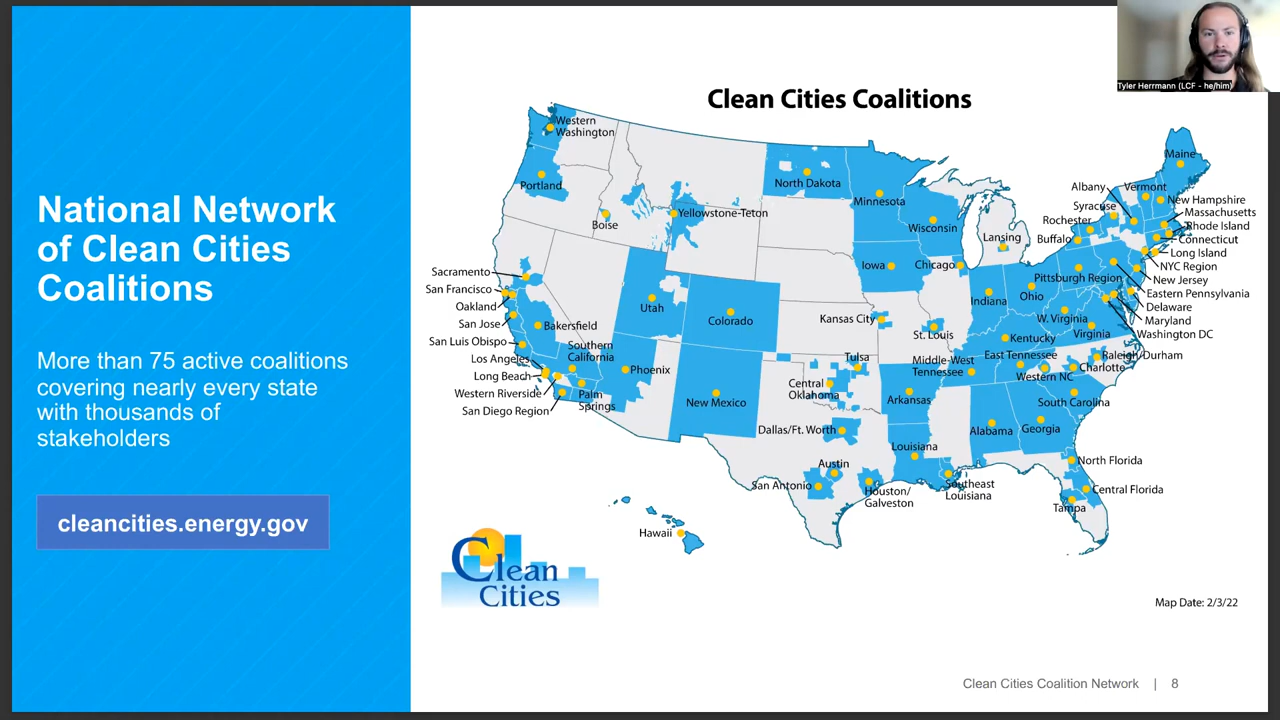 Tyler Herrmann (LCF - he/him)
Clean Cities Coalitions
National Network
of Clean Cities
Coalitions
More than 75 active coalitions
covering nearly every state
with thousands of
stakeholders
cleancities.energy.gov
Western
Washington
Portland
Boise
Yellowstone-Teton
North Dakota
Minnesota
Wisconsin
Iowa
Chicago
Lansing
Maine
Albany
Vermont
New Hampshire
Syracuse
Massachusetts
Rochester
Rhode Island
Buffalo
Connecticut
Long Island
NYC Region
New Jersey
Pittsburgh Region
Eastern Pennsylvania
Delaware
Maryland
Washington DC
Sacramento
San Francisco
Oakland
San Jose
San Luis Obispo
Los Angeles
Long Beach
Western Riverside
San Diego Region
Bakersfield
Southern
California
Palm
Springs
Utah
Colorado
Phoenix
New Mexico
Kansas City
St. Louis
Indiana
Ohio
W. Virginia
Virginia
Kentucky
Tulsa
Central
Oklahoma
Middle-West
Tennessee
East Tennessee
Western NC
Raleigh/Durham
Charlotte
Arkansas
South Carolina
Dallas/Ft. Worth
Louisiana
Alabama
Georgia
Austin
San Antonio
Houston/
Galveston
Southeast
Louisiana
North Florida
Central Florida
Tampa
Hawaii
Clean
Cities
Map Date: 2/3/22
Clean Cities Coalition Network | 8